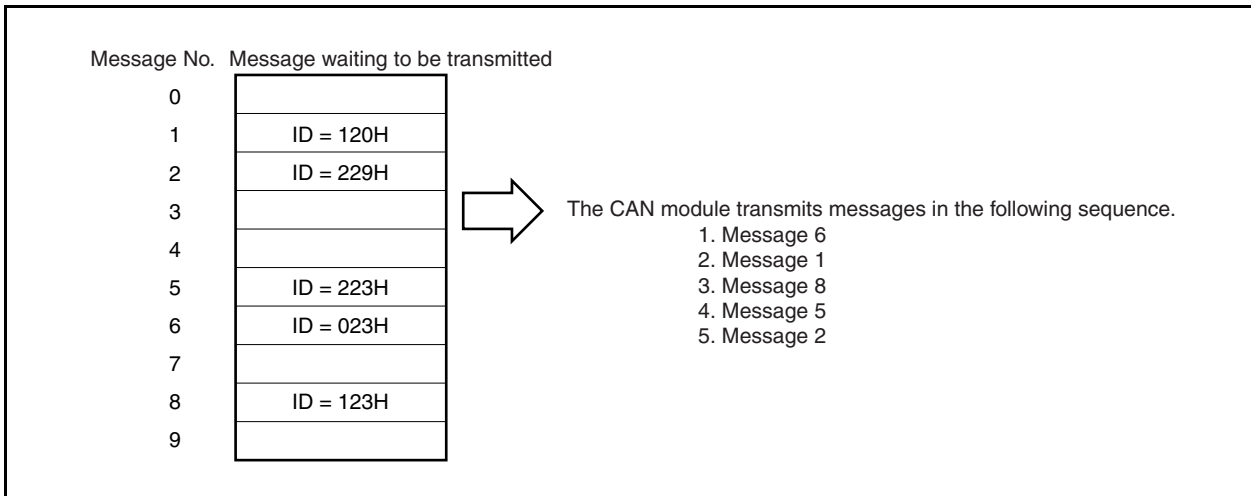 Message No. Message waiting to be transmitted
0
1 ID = 120H
2 ID = 229H
3
4
5 ID = 223H
6 ID = 023H
7
8 ID = 123H
9
The CAN module transmits messages in the following sequence.
1. Message 6
2. Message 1
3. Message 8
4. Message 5
5. Message 2